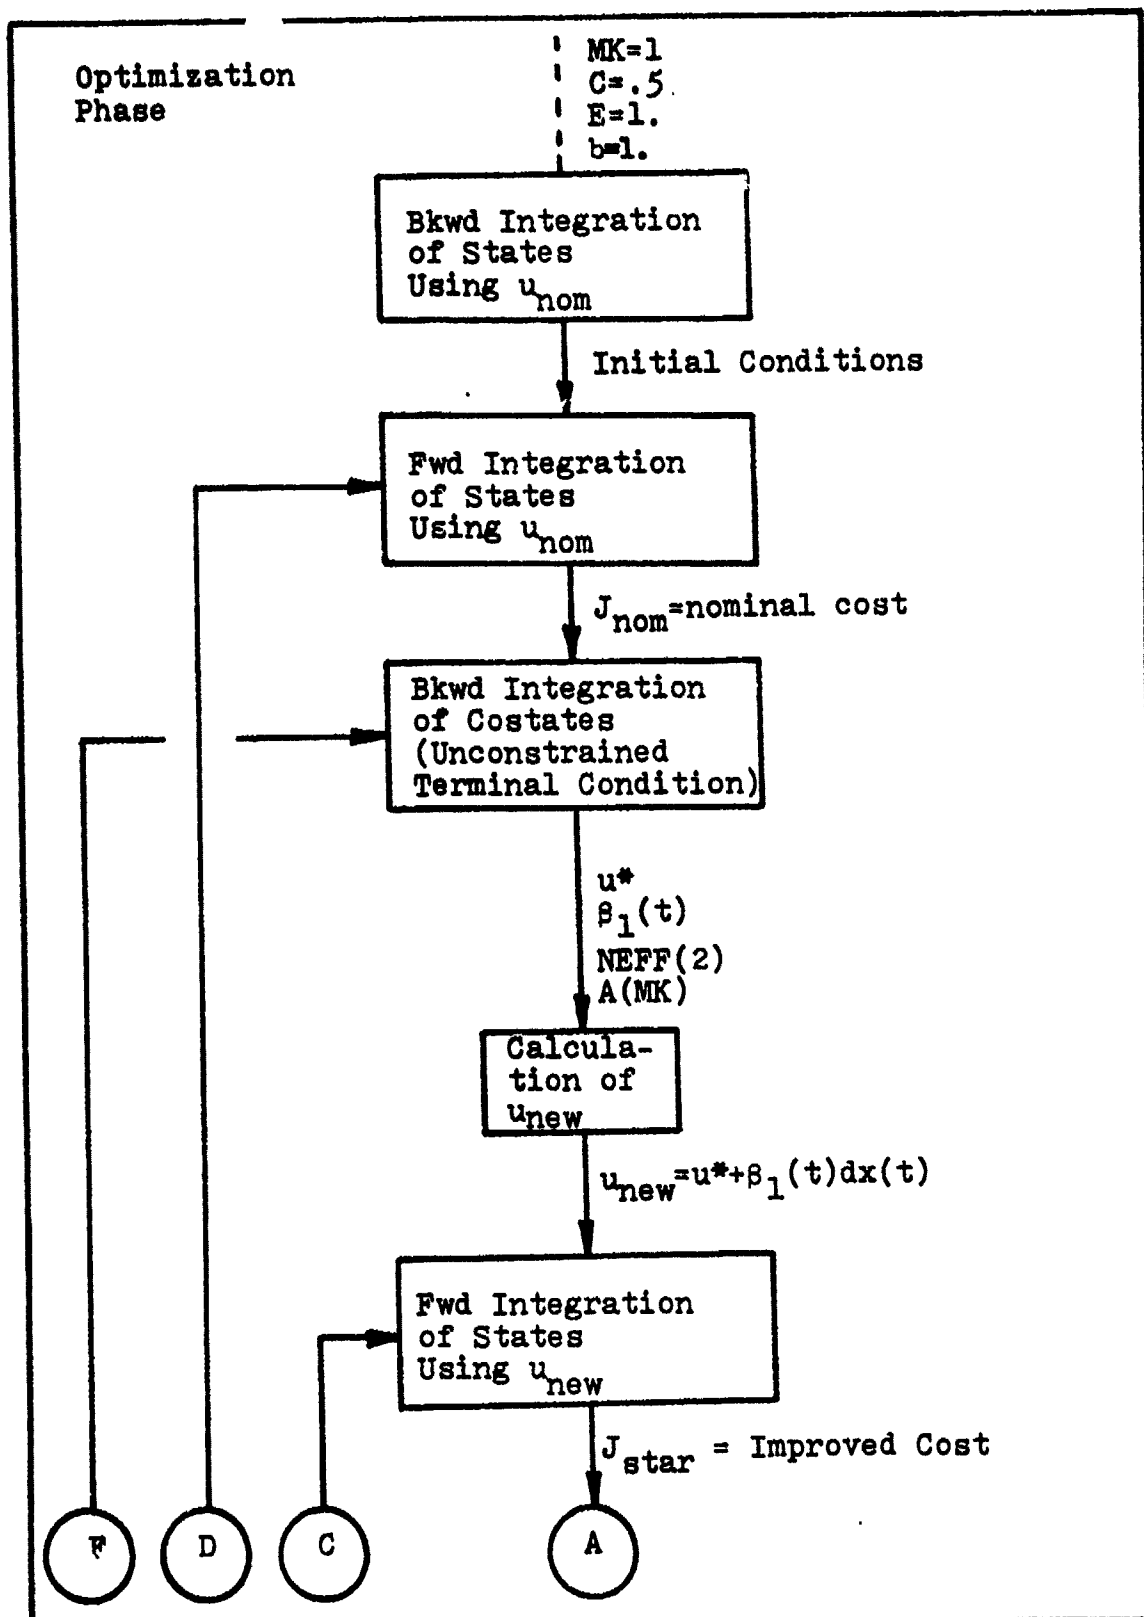 Optimization
Phase
MK=1
C=.5
E=1.
b=1.
Bkwd Integration
of States
Using u_nom
Initial Conditions
Fwd Integration
of States
Using u_nom
J_nom=nominal cost
Bkwd Integration
of Costates
(Unconstrained
Terminal Condition)
u*
β_1(t)
NEFF(2)
A(MK)
Calcula-
tion of
u_new
u_new=u*+β_1(t)dx(t)
Fwd Integration
of States
Using u_new
J_star = Improved Cost
F
D
C
A